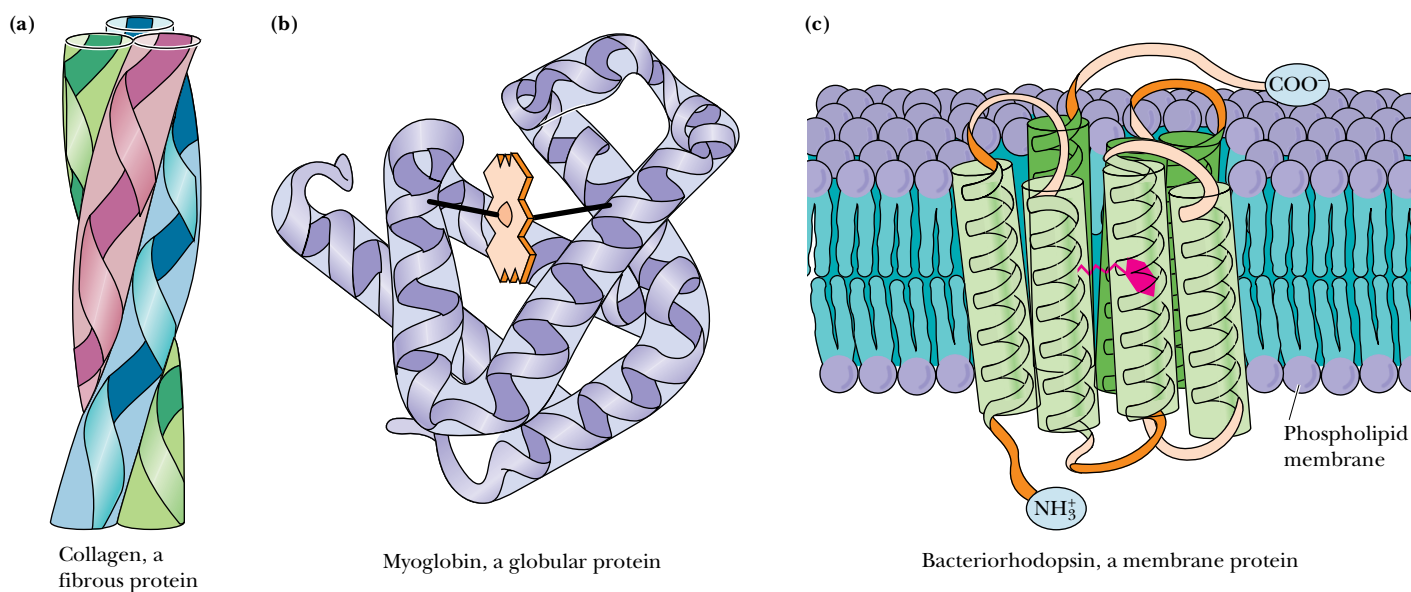 (a)
Collagen, a
fibrous protein
(b)
Myoglobin, a globular protein
(c)
COO⁻
Phospholipid
membrane
NH₃⁺
Bacteriorhodopsin, a membrane protein